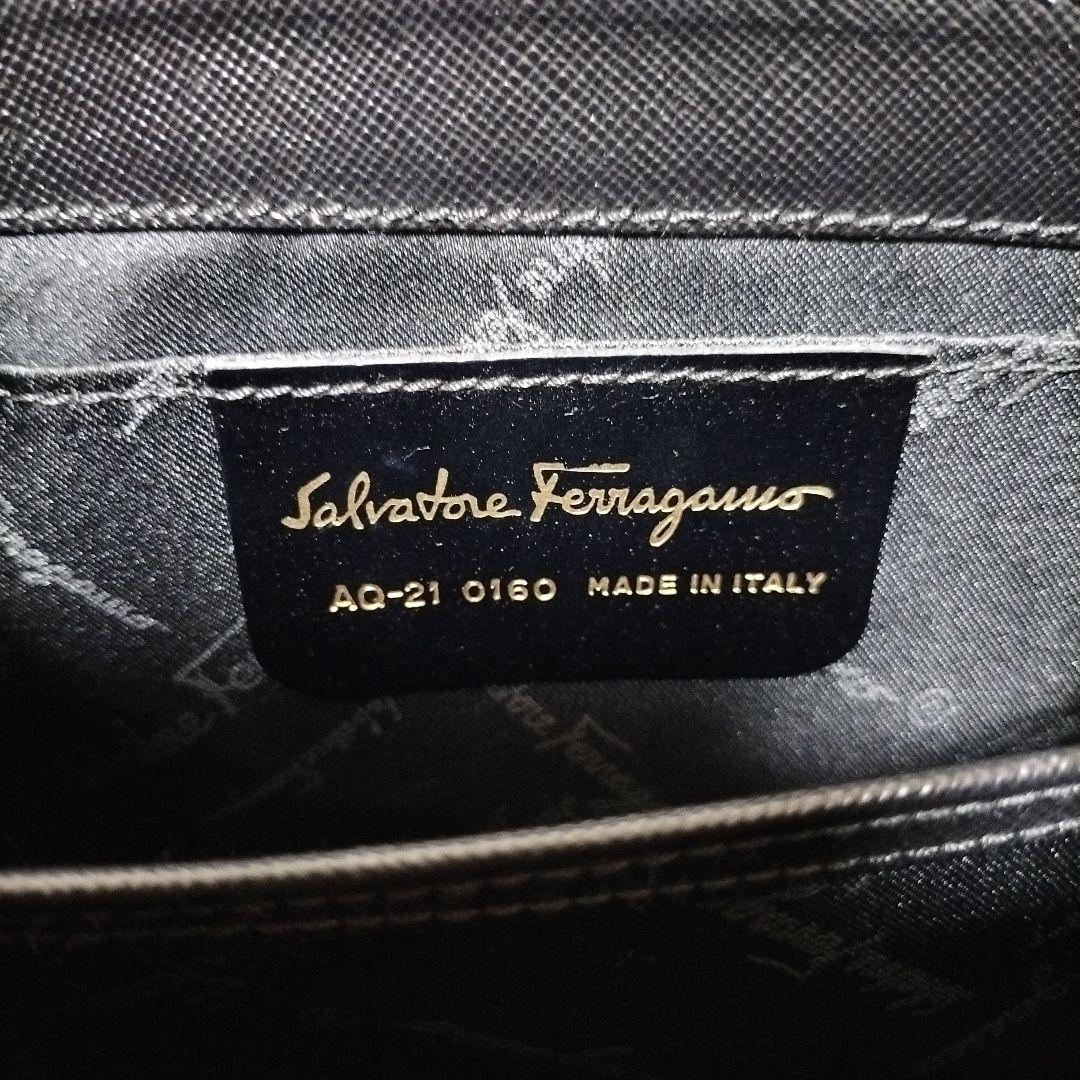 Salvatore Ferragamo
AQ-21 0160 MADE IN ITALY